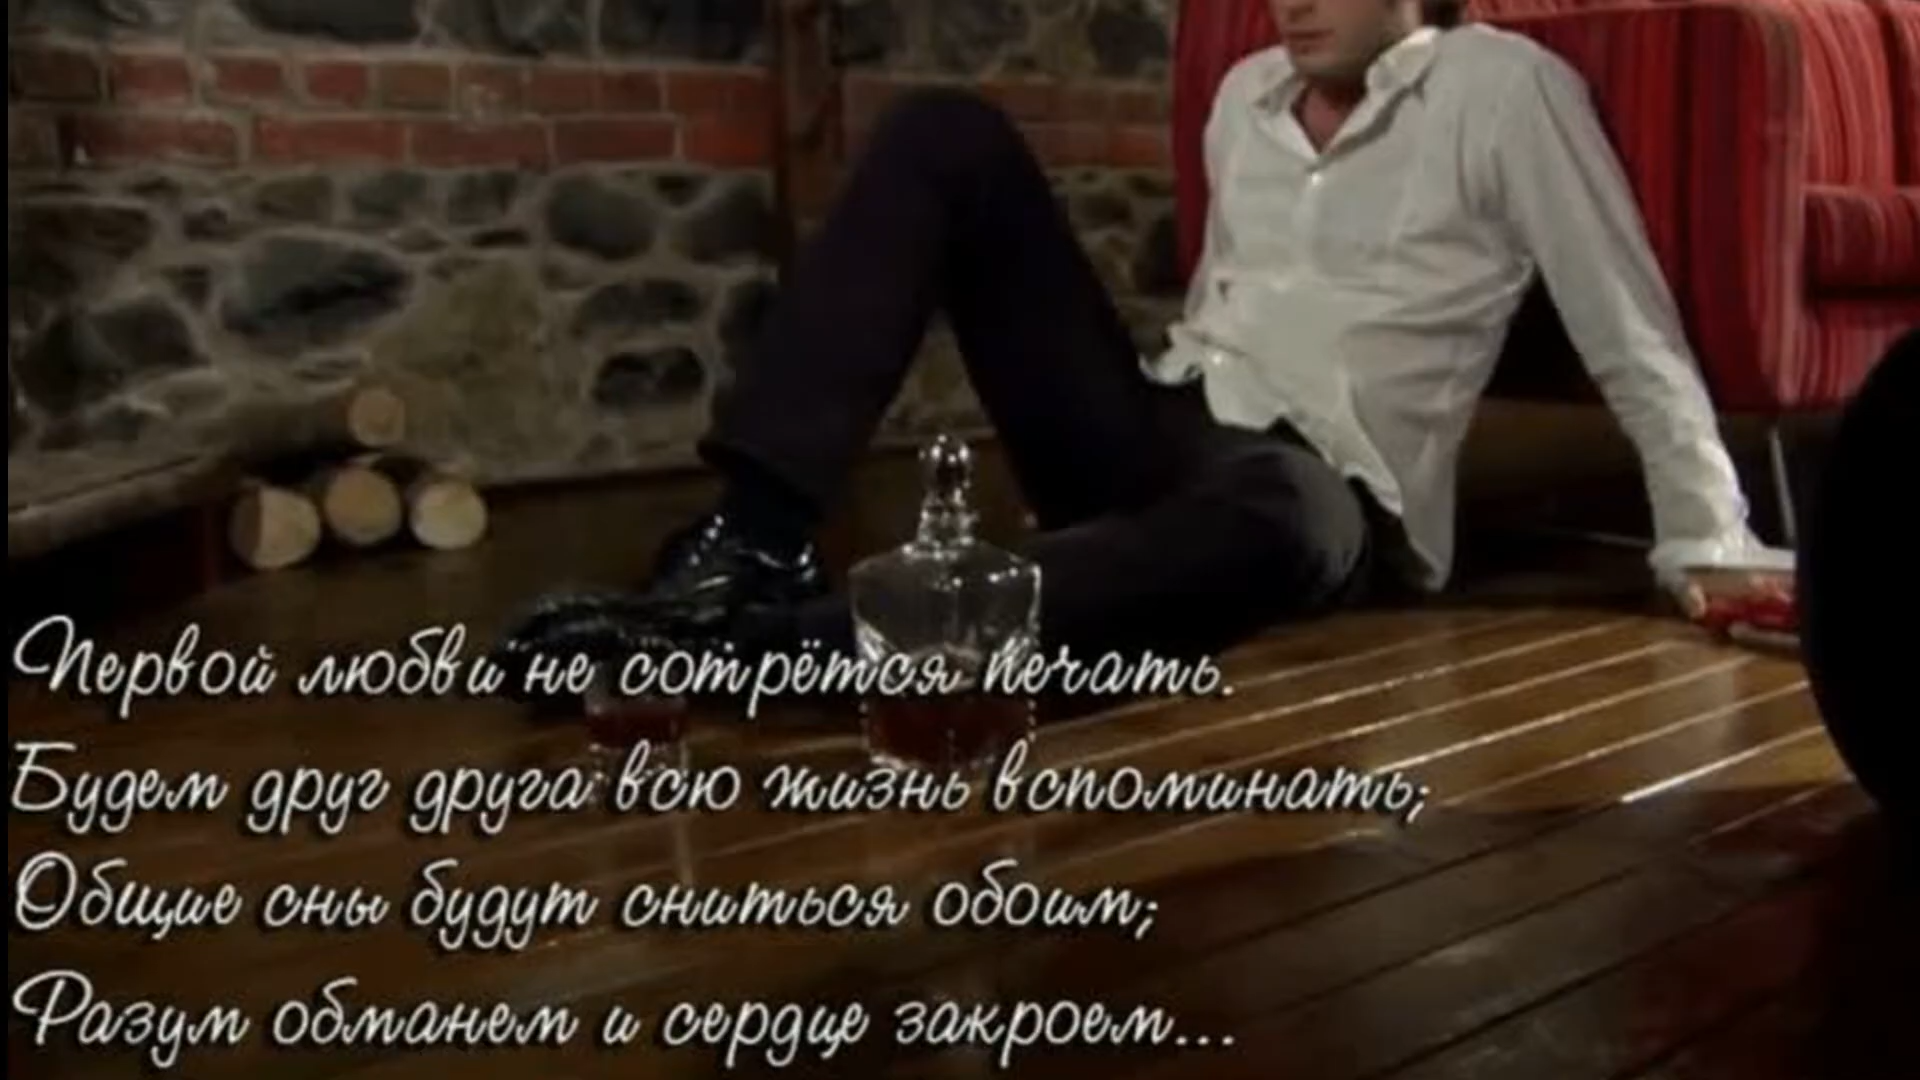 Первой любви не сотрётся печать.
Будем друг друга всю жизнь вспоминать;
Общие сны будут сниться обоим;
Разум обманем и сердце закроем...